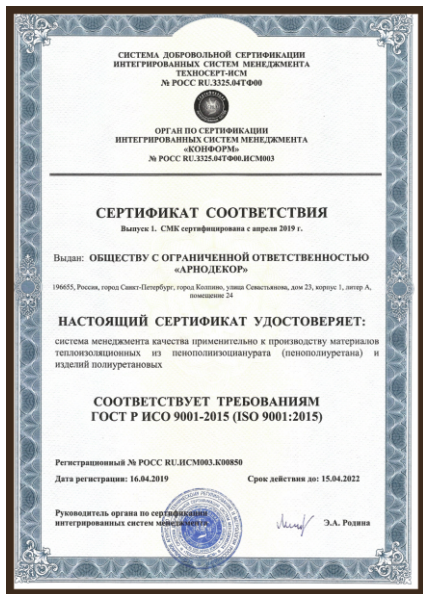 СИСТЕМА ДОБРОВОЛЬНОЙ СЕРТИФИКАЦИИ
ИНТЕГРИРОВАННЫХ СИСТЕМ МЕНЕДЖМЕНТА
ТЕХНОСЕРТ-ИСМ
№ РОСС RU.З325.04ТФ00
ОРГАН ПО СЕРТИФИКАЦИИ
ИНТЕГРИРОВАННЫХ СИСТЕМ МЕНЕДЖМЕНТА
«КОНФОРМ»
№ РОСС RU.З325.04ТФ00.ИСМ003
СЕРТИФИКАТ СООТВЕТСТВИЯ
Выпуск 1. СМК сертифицирована с апреля 2019 г.
Выдан: ОБЩЕСТВУ С ОГРАНИЧЕННОЙ ОТВЕТСТВЕННОСТЬЮ
«АРНОДЕКОР»
196655, Россия, город Санкт-Петербург, город Колпино, улица Севастьянова, дом 23, корпус 1, литер А,
помещение 24
НАСТОЯЩИЙ СЕРТИФИКАТ УДОСТОВЕРЯЕТ:
система менеджмента качества применительно к производству материалов
теплоизоляционных из пенополиизоцианурата (пенополиуретана) и
изделий полиуретановых
СООТВЕТСТВУЕТ ТРЕБОВАНИЯМ
ГОСТ Р ИСО 9001-2015 (ISO 9001:2015)
Регистрационный № РОСС RU.ИСМ003.К00850
Дата регистрации: 16.04.2019 Срок действия до: 15.04.2022
Руководитель органа по сертификации
интегрированных систем менеджмента Э.А. Родина